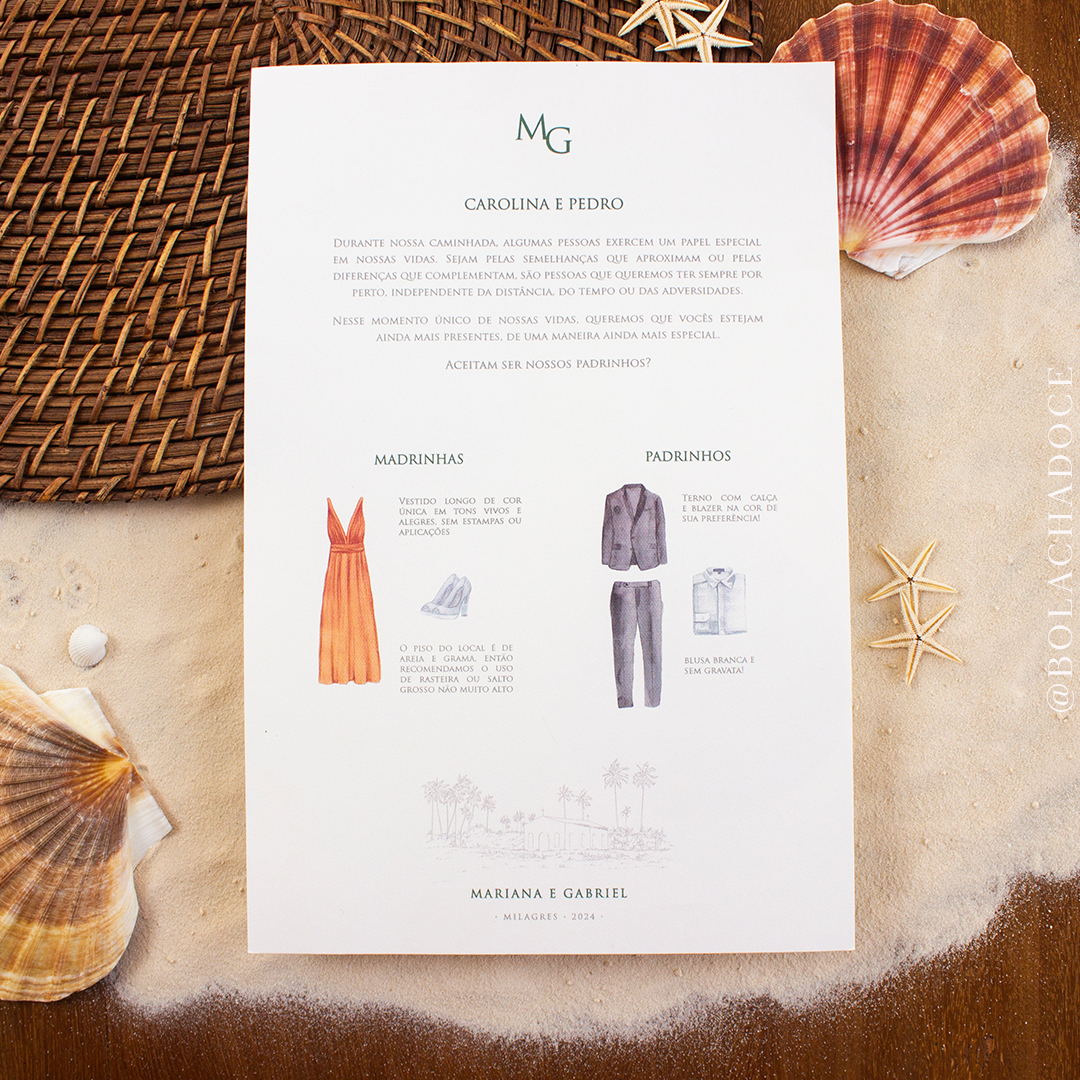 MG
CAROLINA E PEDRO
DURANTE NOSSA CAMINHADA, ALGUMAS PESSOAS EXERCEM UM PAPEL ESPECIAL
EM NOSSAS VIDAS. SEJAM PELAS SEMELHANÇAS QUE APROXIMAM OU PELAS
DIFERENÇAS QUE COMPLEMENTAM, SÃO PESSOAS QUE QUEREMOS TER SEMPRE POR
PERTO, INDEPENDENTE DA DISTÂNCIA, DO TEMPO OU DAS ADVERSIDADES.
NESSE MOMENTO ÚNICO DE NOSSAS VIDAS, QUEREMOS QUE VOCÊS ESTEJAM
AINDA MAIS PRESENTES, DE UMA MANEIRA AINDA MAIS ESPECIAL.
ACEITAM SER NOSSOS PADRINHOS?
MADRINHAS
VESTIDO LONGO DE COR
ÚNICA EM TONS VIVOS E
ALEGRES, SEM ESTAMPAS OU
APLICAÇÕES
O PISO DO LOCAL É DE
AREIA E GRAMA, ENTÃO
RECOMENDAMOS O USO
DE RASTEIRA OU SALTO
GROSSO NÃO MUITO ALTO
PADRINHOS
TERNO COM CALÇA
E BLAZER NA COR DE
SUA PREFERÊNCIA!
BLUSA BRANCA E
SEM GRAVATA!
MARIANA E GABRIEL
· MILAGRES · 2024 ·
@BOLACHADOCE